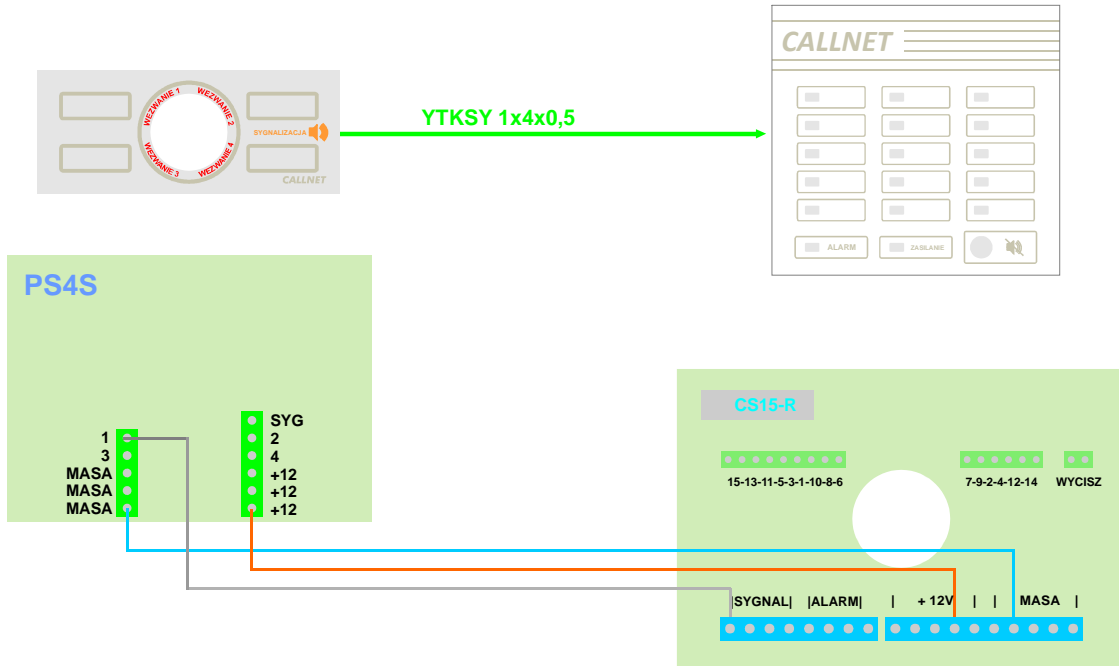 CALLNET
WEZWANIE 1
WEZWANIE 2
SYGNALIZACJA
WEZWANIE 3
WEZWANIE 4
CALLNET
YTKSY 1x4x0,5
ALARM
ZASILANIE
PS4S
SYG
1
2
3
4
MASA
+12
MASA
+12
MASA
+12
CS15-R
15-13-11-5-3-1-10-8-6
7-9-2-4-12-14
WYCISZ
|SYGNAL| |ALARM| | + 12V | | MASA |